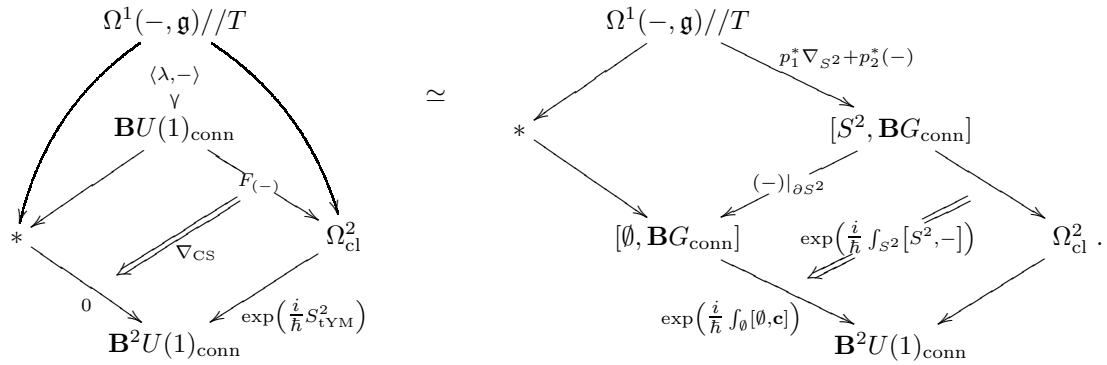 Ω¹(−, 𝔤)//T Ω¹(−, 𝔤)//T
⟨λ,−⟩ p₁*∇_{S²}+p₂*(−)
≃
BU(1)_conn * [S², BG_conn]
F_(−) (−)|_{∂S²}
* ∇_CS Ω²_cl [∅, BG_conn] exp(i/ħ ∫_{S²}[S²,−]) Ω²_cl .
0 exp(i/ħ S²_tYM) exp(i/ħ ∫_∅[∅,c])
B²U(1)_conn B²U(1)_conn